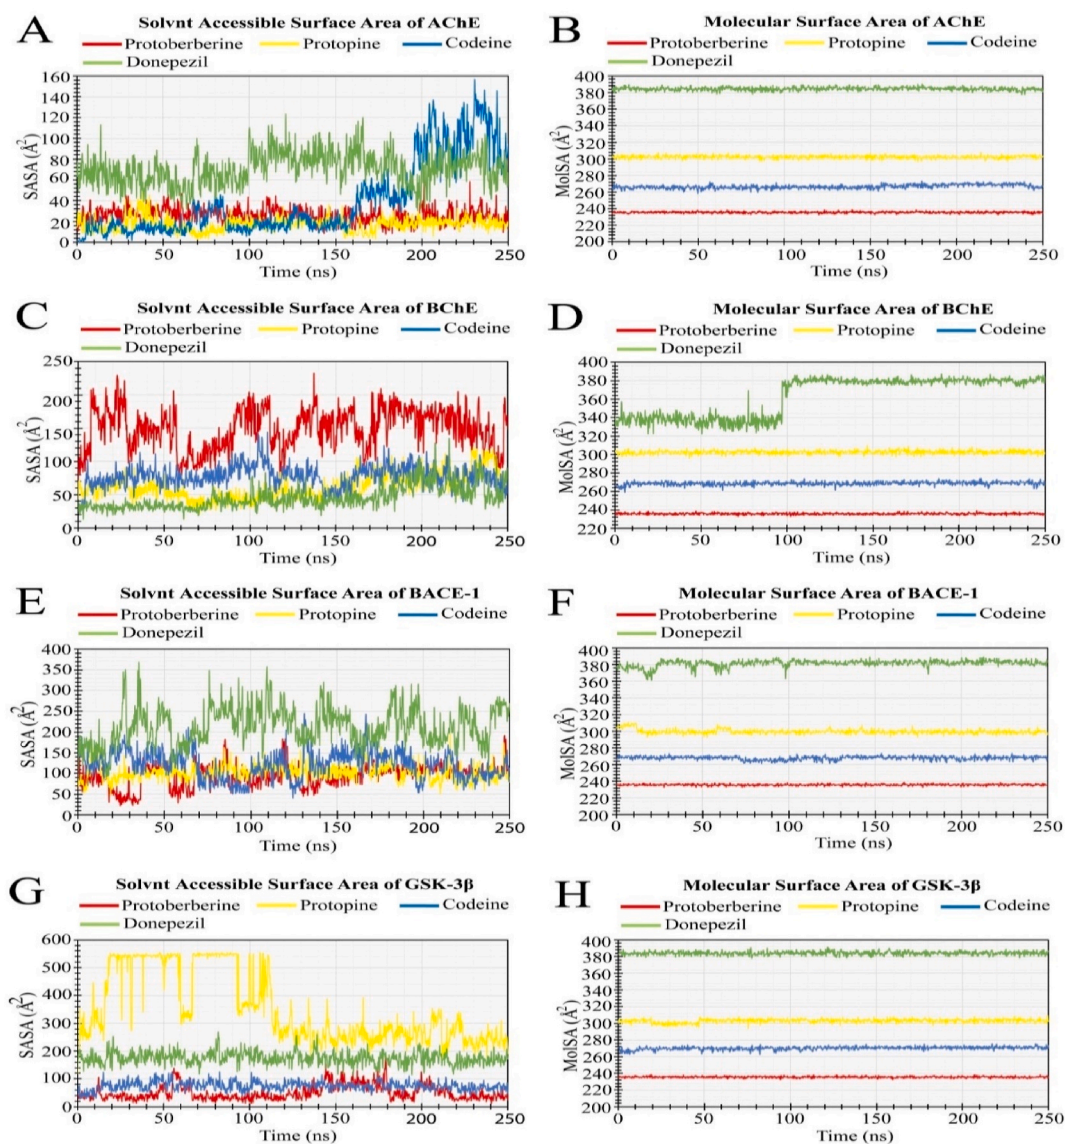 A
Solvnt Accessible Surface Area of AChE
Protoberberine Protopine Codeine
Donepezil
SASA (Å²)
160
140
120
100
80
60
40
20
0
0 50 100 150 200 250
Time (ns)
B
Molecular Surface Area of AChE
Protoberberine Protopine Codeine
Donepezil
MolSA (Å²)
400
380
360
340
320
300
280
260
240
220
200
0 50 100 150 200 250
Time (ns)
C
Solvnt Accessible Surface Area of BChE
Protoberberine Protopine Codeine
Donepezil
SASA (Å²)
250
200
150
100
50
0
0 50 100 150 200 250
Time (ns)
D
Molecular Surface Area of BChE
Protoberberine Protopine Codeine
Donepezil
MolSA (Å²)
400
380
360
340
320
300
280
260
240
220
0 50 100 150 200 250
Time (ns)
E
Solvnt Accessible Surface Area of BACE-1
Protoberberine Protopine Codeine
Donepezil
SASA (Å²)
400
350
300
250
200
150
100
50
0
0 50 100 150 200 250
Time (ns)
F
Molecular Surface Area of BACE-1
Protoberberine Protopine Codeine
Donepezil
MolSA (Å²)
400
380
360
340
320
300
280
260
240
220
200
0 50 100 150 200 250
Time (ns)
G
Solvnt Accessible Surface Area of GSK-3β
Protoberberine Protopine Codeine
Donepezil
SASA (Å²)
600
500
400
300
200
100
0
0 50 100 150 200 250
Time (ns)
H
Molecular Surface Area of GSK-3β
Protoberberine Protopine Codeine
Donepezil
MolSA (Å²)
400
380
360
340
320
300
280
260
240
220
200
0 50 100 150 200 250
Time (ns)